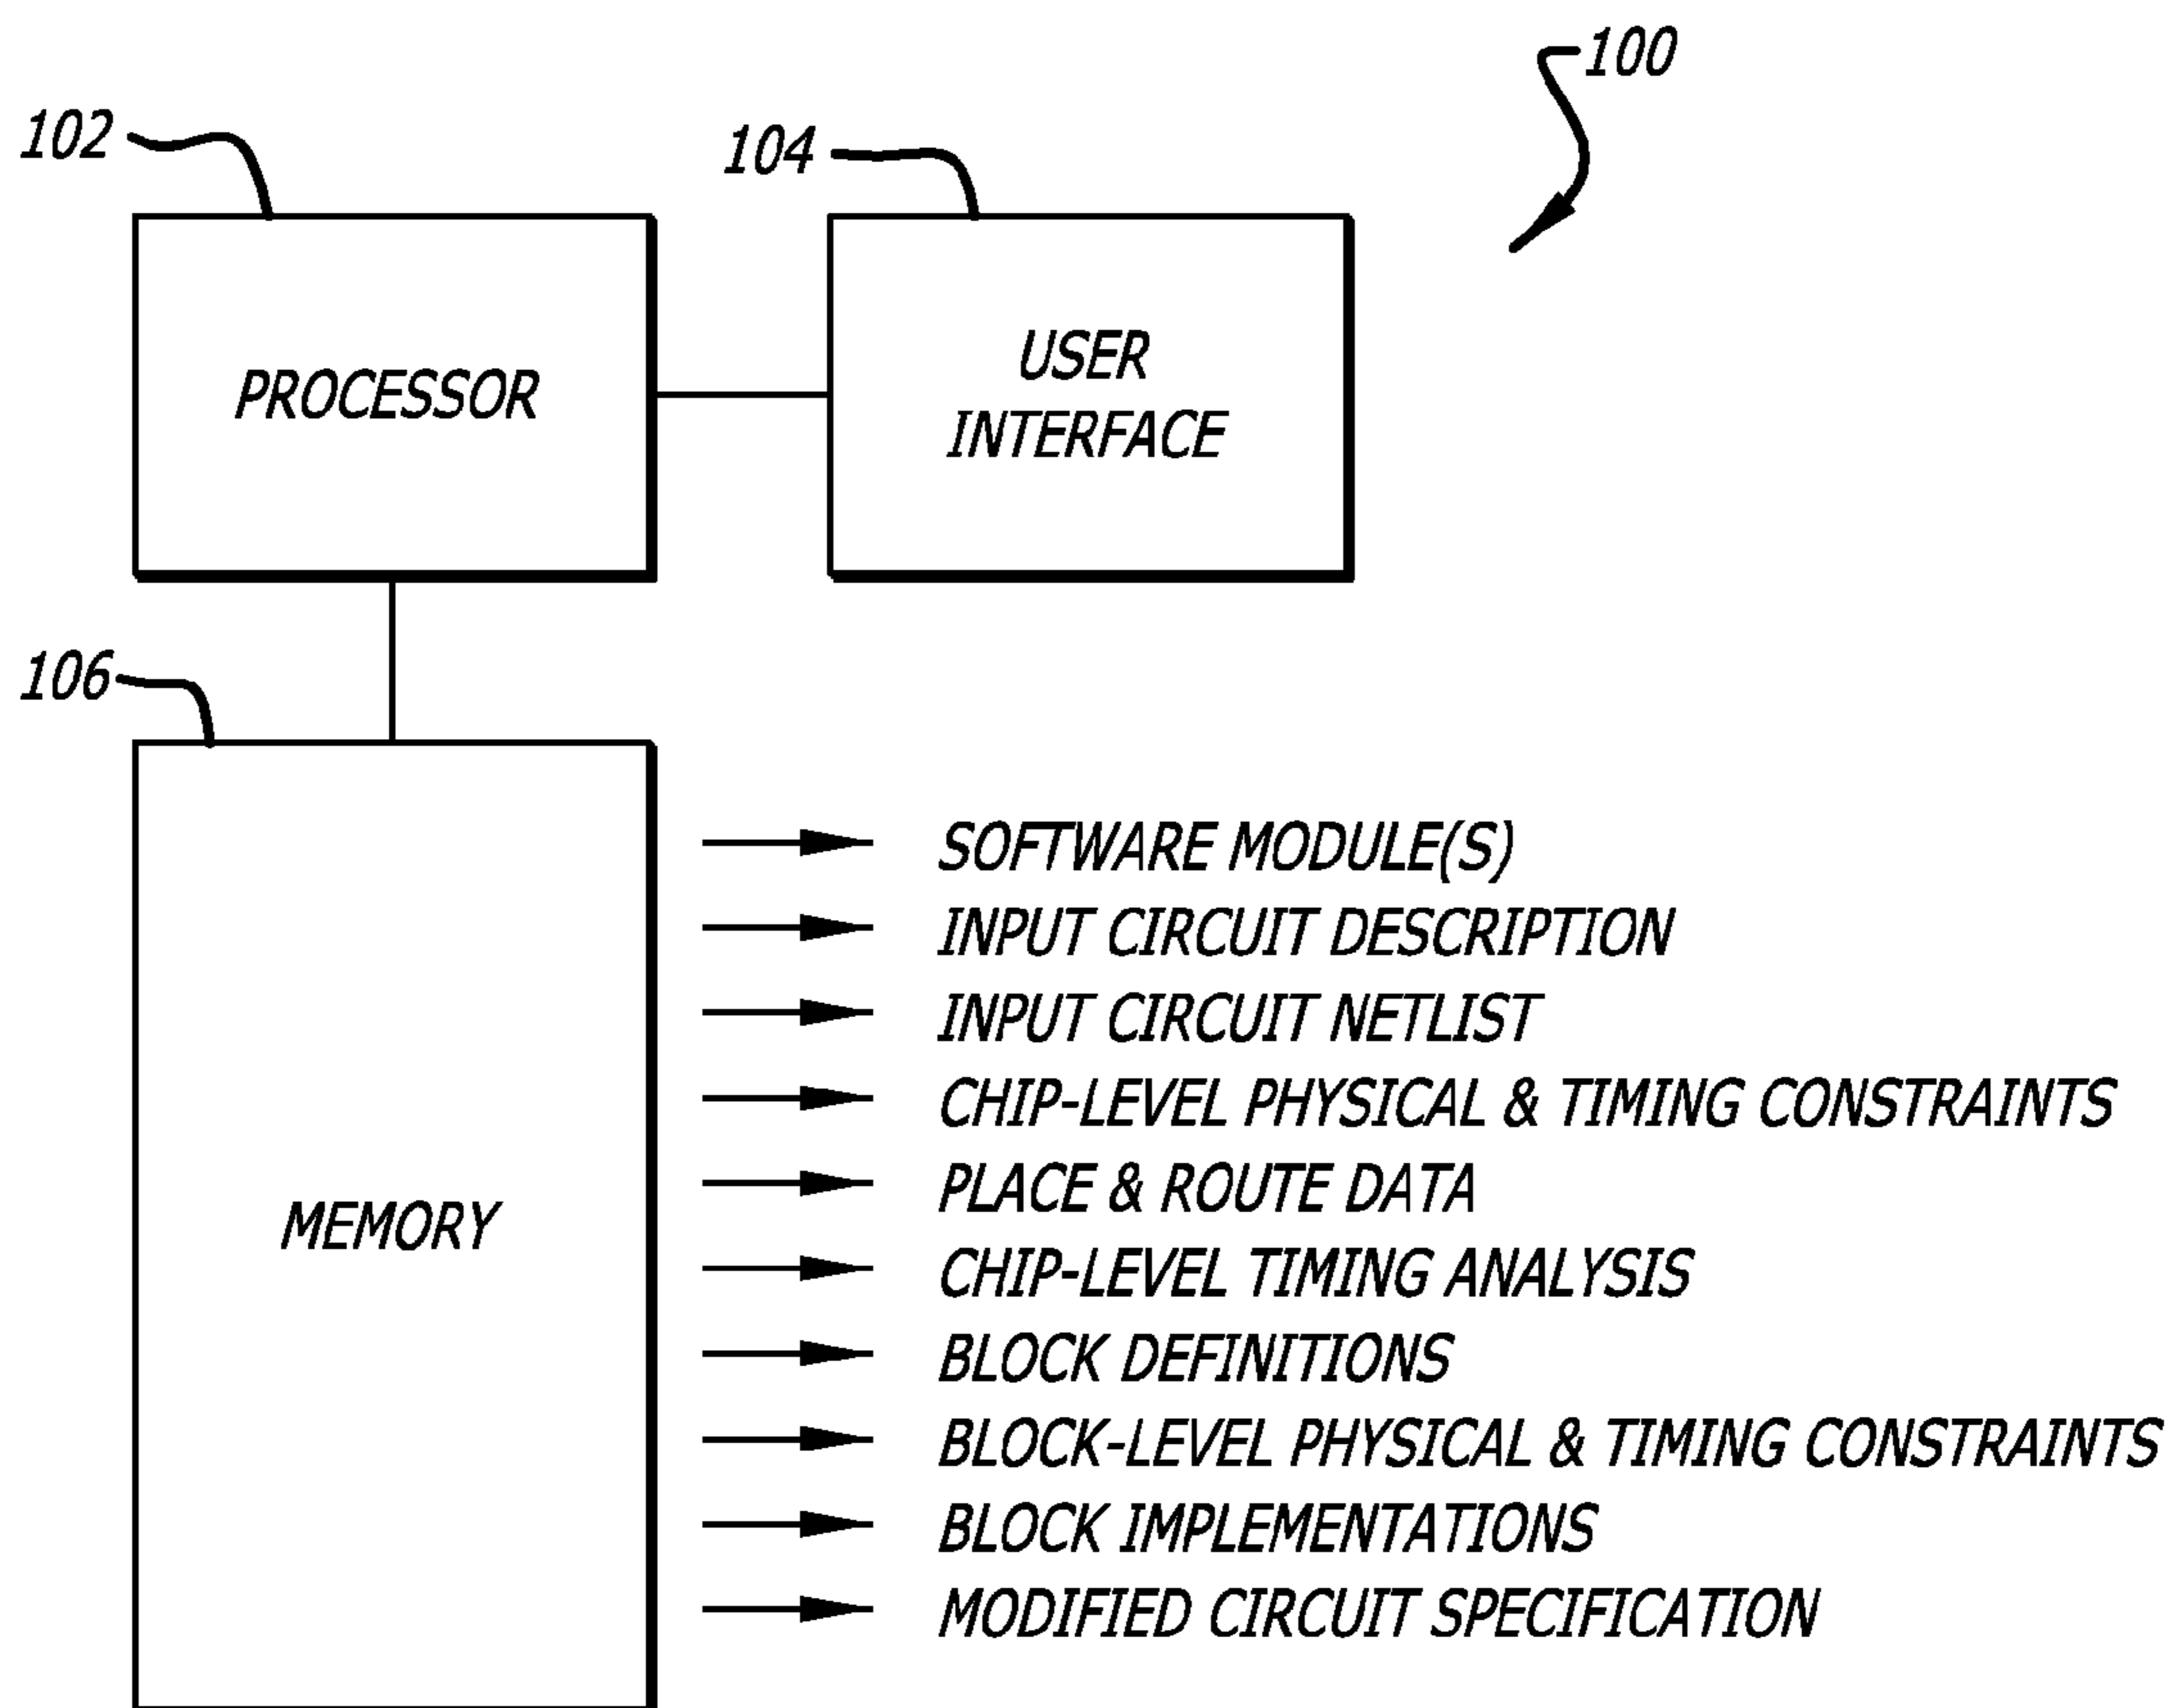 100
102
104
PROCESSOR
USER
INTERFACE
106
MEMORY
SOFTWARE MODULE(S)
INPUT CIRCUIT DESCRIPTION
INPUT CIRCUIT NETLIST
CHIP-LEVEL PHYSICAL & TIMING CONSTRAINTS
PLACE & ROUTE DATA
CHIP-LEVEL TIMING ANALYSIS
BLOCK DEFINITIONS
BLOCK-LEVEL PHYSICAL & TIMING CONSTRAINTS
BLOCK IMPLEMENTATIONS
MODIFIED CIRCUIT SPECIFICATION